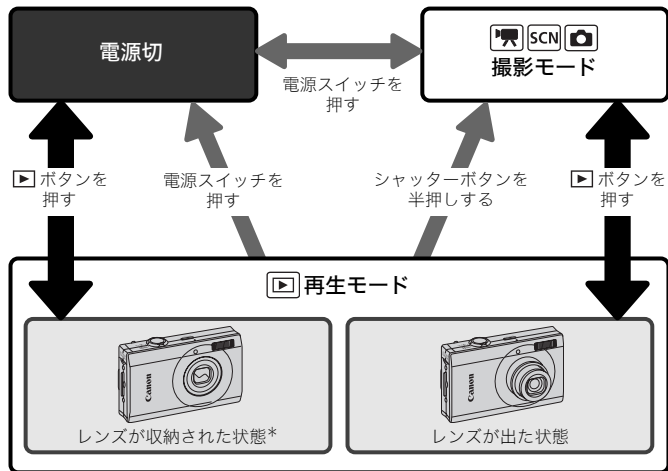 電源切
SCN
撮影モード
電源スイッチを
押す
ボタンを
押す
電源スイッチを
押す
シャッターボタンを
半押しする
ボタンを
押す
再生モード
Canon
Canon
レンズが収納された状態*
レンズが出た状態